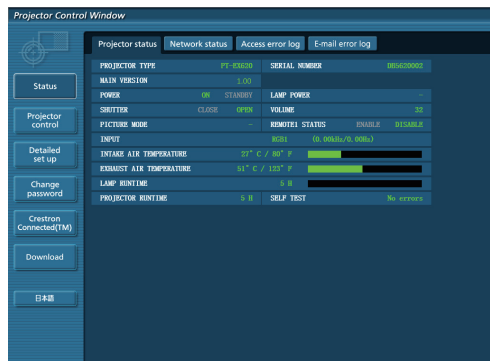 Projector Control Window
Projector status Network status Access error log E-mail error log
PROJECTOR TYPE PT-EX620 SERIAL NUMBER DB5620002
MAIN VERSION 1.00
POWER ON STANDBY LAMP POWER -
SHUTTER CLOSE OPEN VOLUME 32
PICTURE MODE - REMOTE1 STATUS ENABLE DISABLE
INPUT RGB1 (0.00kHz/0.00Hz)
INTAKE AIR TEMPERATURE 27° C / 80° F
EXHAUST AIR TEMPERATURE 51° C / 123° F
LAMP RUNTIME 5 H
PROJECTOR RUNTIME 5 H SELF TEST No errors
Status
Projector
control
Detailed
set up
Change
password
Crestron
Connected(TM)
Download
日本語